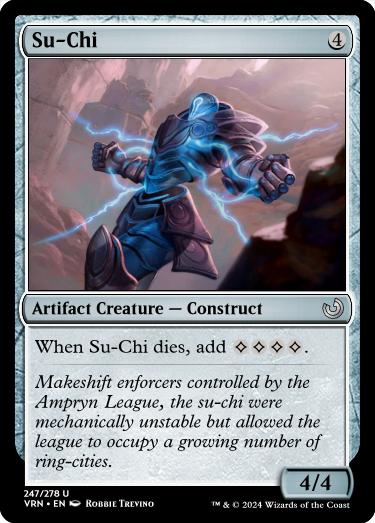 Su-Chi 4
Artifact Creature — Construct
When Su-Chi dies, add ◇◇◇◇.
Makeshift enforcers controlled by the
Ampryn League, the su-chi were
mechanically unstable but allowed the
league to occupy a growing number of
ring-cities.
4/4
247/278 U
VRN • EN Robbie Trevino
™ & © 2024 Wizards of the Coast